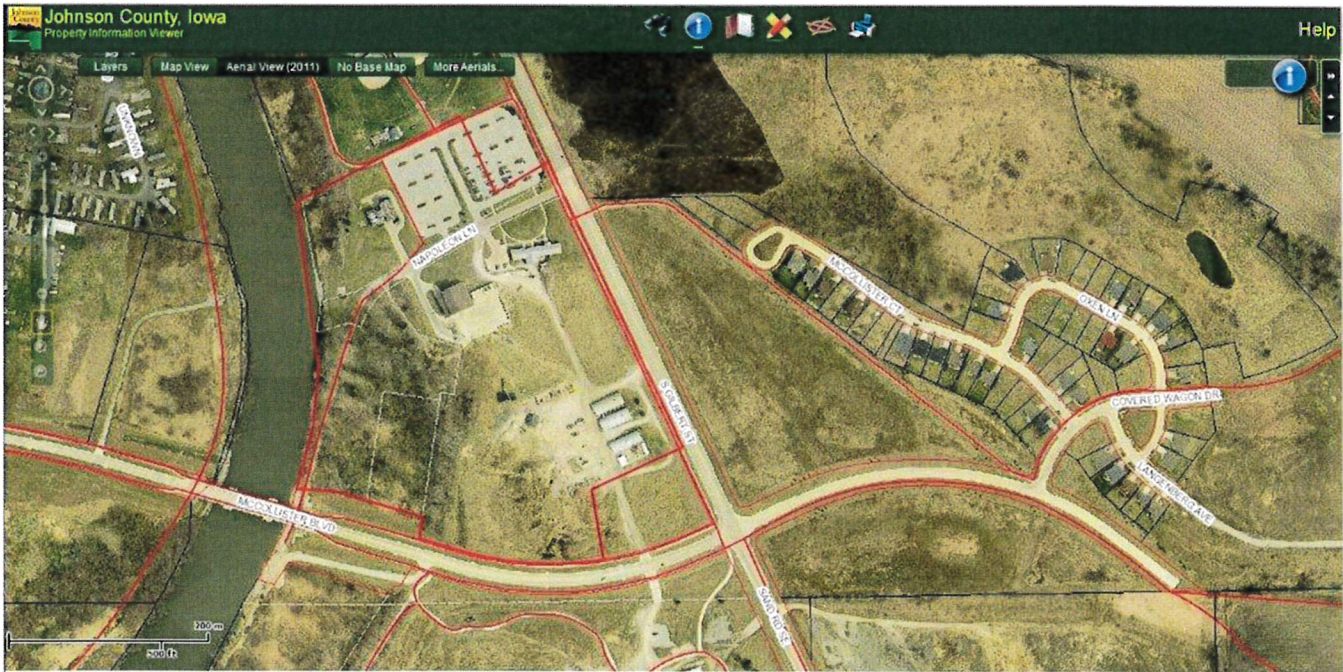 Johnson County, Iowa
Property Information Viewer
Help
Layers
Map View
Aerial View (2011)
No Base Map
More Aerials...
UNKNOWN
NAPOLEON LN
MCCOLLISTER CT
OXEN LN
S GILBERT ST
COVERED WAGON DR
LANGENBERG AVE
MCCOLLISTER BLVD
SAND RD SE
200 m
500 ft